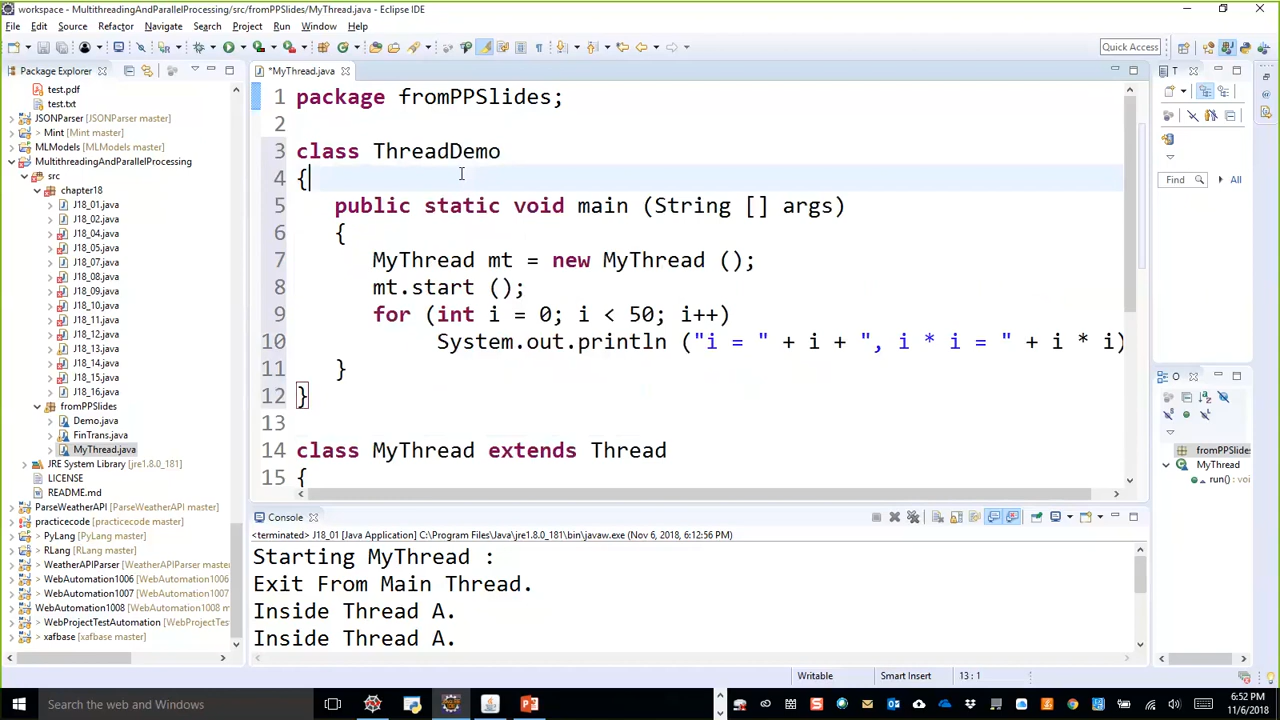 workspace - MultithreadingAndParallelProcessing/src/fromPPSlides/MyThread.java - Eclipse IDE
File Edit Source Refactor Navigate Search Project Run Window Help
Quick Access
Package Explorer
test.pdf
test.txt
JSONParser [JSONParser master]
> Mint [Mint master]
MLModels [MLModels master]
MultithreadingAndParallelProcessing
src
chapter18
J18_01.java
J18_02.java
J18_04.java
J18_05.java
J18_07.java
J18_08.java
J18_09.java
J18_10.java
J18_11.java
J18_12.java
J18_13.java
J18_14.java
J18_15.java
J18_16.java
fromPPSlides
Demo.java
FinTrans.java
MyThread.java
JRE System Library [jre1.8.0_181]
LICENSE
README.md
ParseWeatherAPI [ParseWeatherAPI master]
practicecode [practicecode master]
> PyLang [PyLang master]
> RLang [RLang master]
> WeatherAPIParser [WeatherAPIParser master]
> WebAutomation1006 [WebAutomation1006
> WebAutomation1007 [WebAutomation1007
WebAutomation1008 [WebAutomation1008 m
> WebProjectTestAutomation [WebProjectTes
> xafbase [xafbase master]
*MyThread.java
1 package fromPPSlides;
2
3 class ThreadDemo
4 {
5 public static void main (String [] args)
6 {
7 MyThread mt = new MyThread ();
8 mt.start ();
9 for (int i = 0; i < 50; i++)
10 System.out.println ("i = " + i + ", i * i = " + i * i)
11 }
12 }
13
14 class MyThread extends Thread
15 {
T
Find
All
O
fromPPSlides
MyThread
run() : voi
Console
<terminated> J18_01 [Java Application] C:\Program Files\Java\jre1.8.0_181\bin\javaw.exe (Nov 6, 2018, 6:12:56 PM)
Starting MyThread :
Exit From Main Thread.
Inside Thread A.
Inside Thread A.
Writable
Smart Insert
13 : 1
Search the web and Windows
6:52 PM
11/6/2018